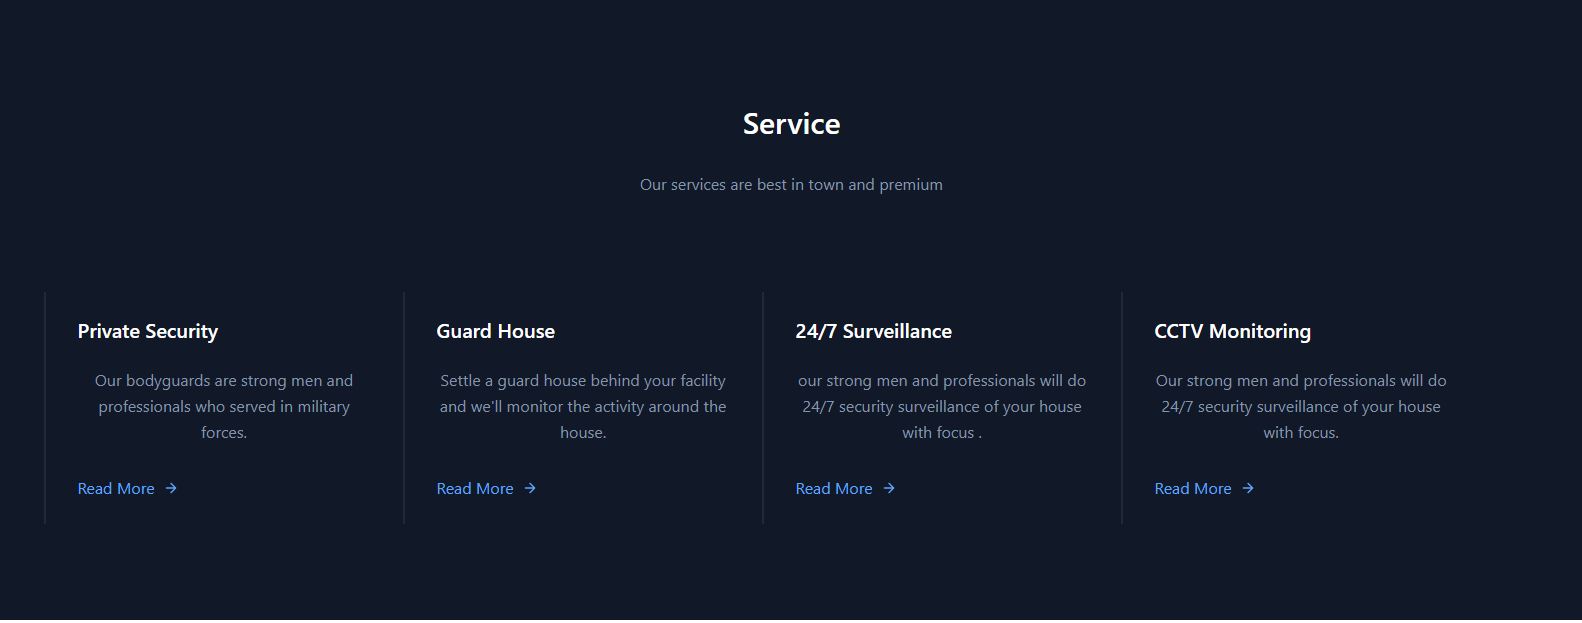 Service
Our services are best in town and premium
Private Security
Our bodyguards are strong men and
professionals who served in military
forces.
Read More
Guard House
Settle a guard house behind your facility
and we'll monitor the activity around the
house.
Read More
24/7 Surveillance
our strong men and professionals will do
24/7 security surveillance of your house
with focus .
Read More
CCTV Monitoring
Our strong men and professionals will do
24/7 security surveillance of your house
with focus.
Read More